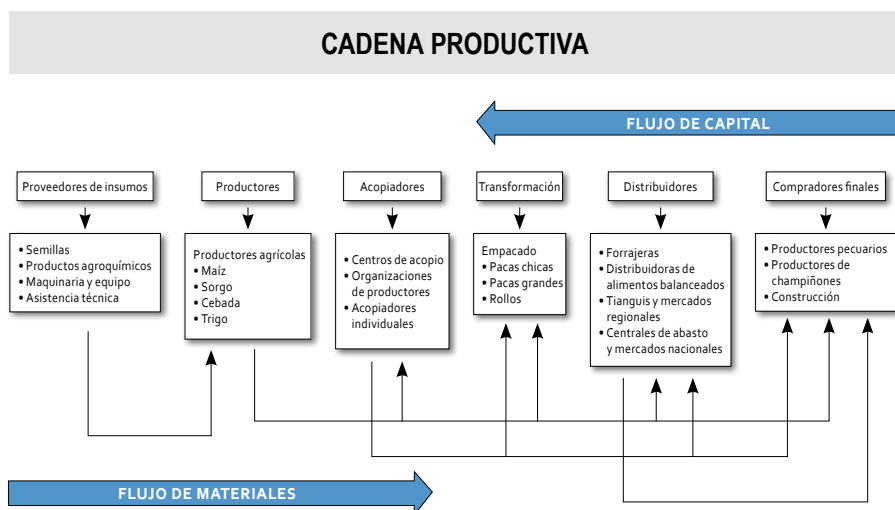 CADENA PRODUCTIVA
FLUJO DE CAPITAL
Proveedores de insumos
Productores
Acopiadores
Transformación
Distribuidores
Compradores finales
• Semillas
• Productos agroquímicos
• Maquinaria y equipo
• Asistencia técnica
Productores agrícolas
• Maíz
• Sorgo
• Cebada
• Trigo
• Centros de acopio
• Organizaciones
de productores
• Acopiadores
individuales
Empacado
• Pacas chicas
• Pacas grandes
• Rollos
• Forrajeras
• Distribuidoras de
alimentos balanceados
• Tianguis y mercados
regionales
• Centrales de abasto
y mercados nacionales
• Productores pecuarios
• Productores de
champiñones
• Construcción
FLUJO DE MATERIALES